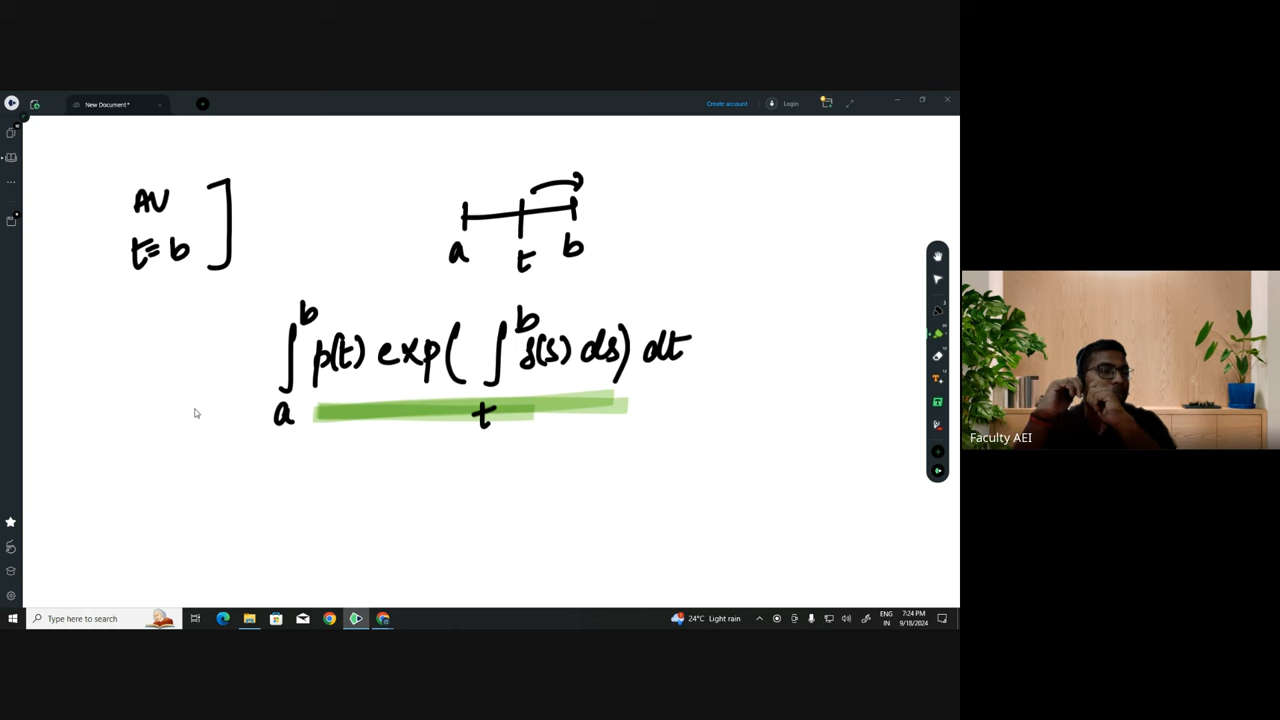 New Document*
Create account
Login
AV
t= b
a t b
∫_a^b p(t) exp( ∫_t^b δ(s) ds) dt
Faculty AEI
Type here to search
24°C Light rain
ENG
IN
7:24 PM
9/18/2024